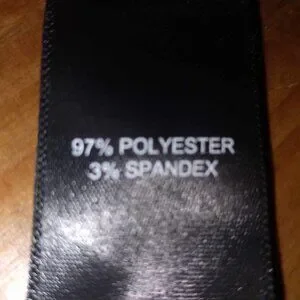 97% POLYESTER
3% SPANDEX